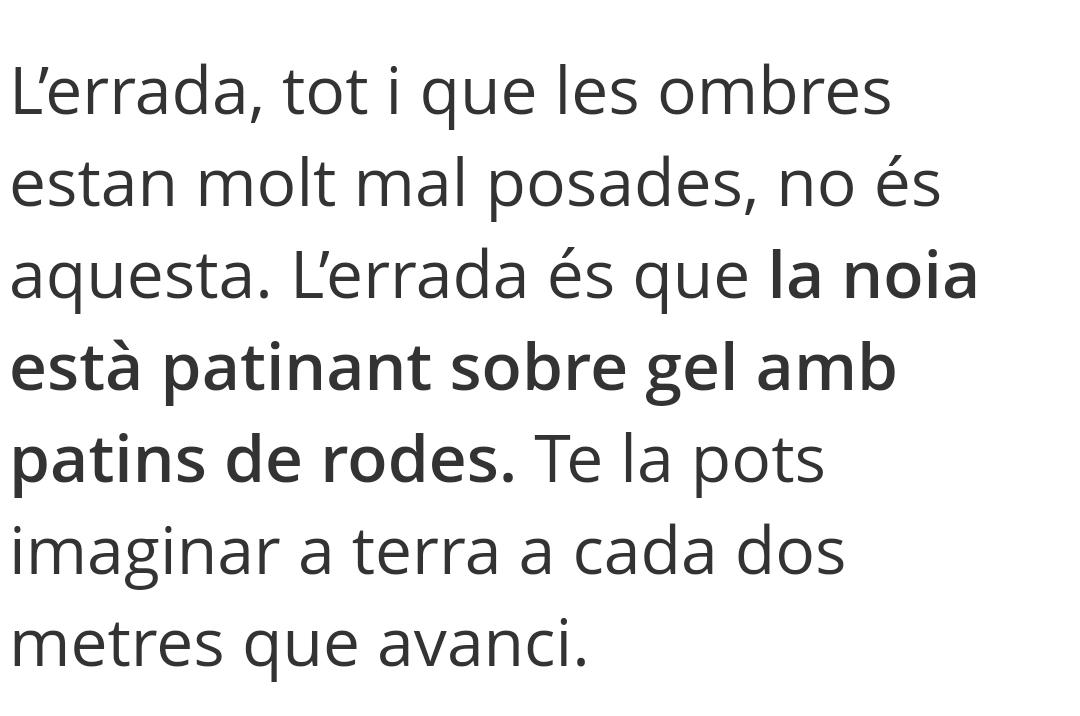 L’errada, tot i que les ombres
estan molt mal posades, no és
aquesta. L’errada és que la noia
està patinant sobre gel amb
patins de rodes. Te la pots
imaginar a terra a cada dos
metres que avanci.